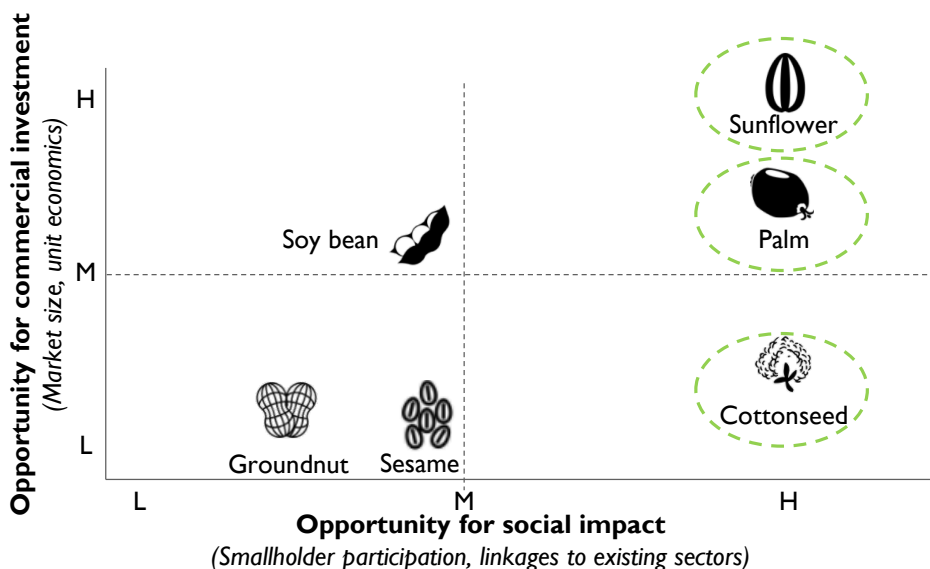 Opportunity for commercial investment
(Market size, unit economics)
H
Sunflower
Soy bean
Palm
M
Cottonseed
L
Groundnut
Sesame
L
M
H
Opportunity for social impact
(Smallholder participation, linkages to existing sectors)